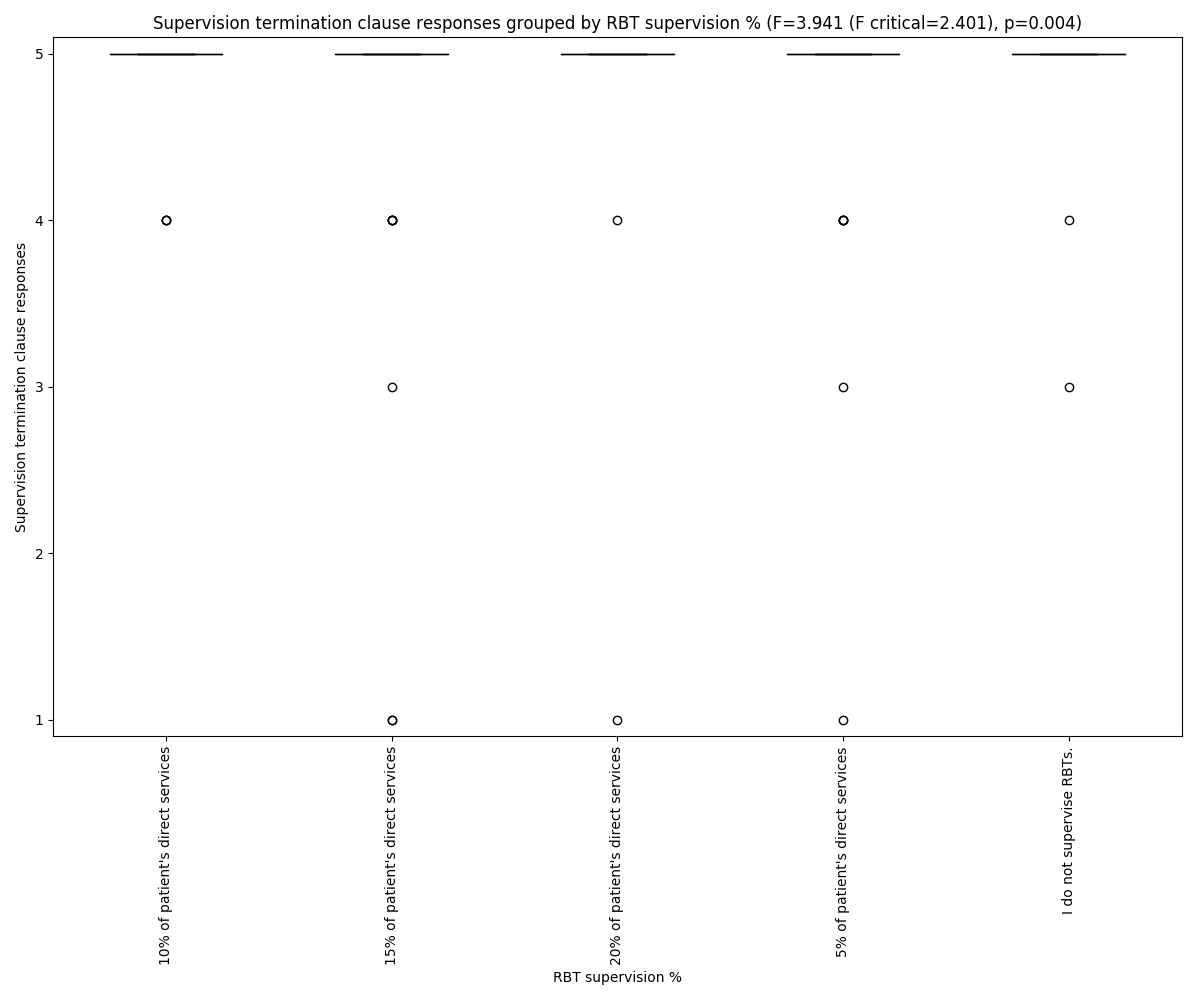 Supervision termination clause responses grouped by RBT supervision % (F=3.941 (F critical=2.401), p=0.004)
Supervision termination clause responses
5
4
3
2
1
10% of patient's direct services
15% of patient's direct services
20% of patient's direct services
5% of patient's direct services
I do not supervise RBTs.
RBT supervision %